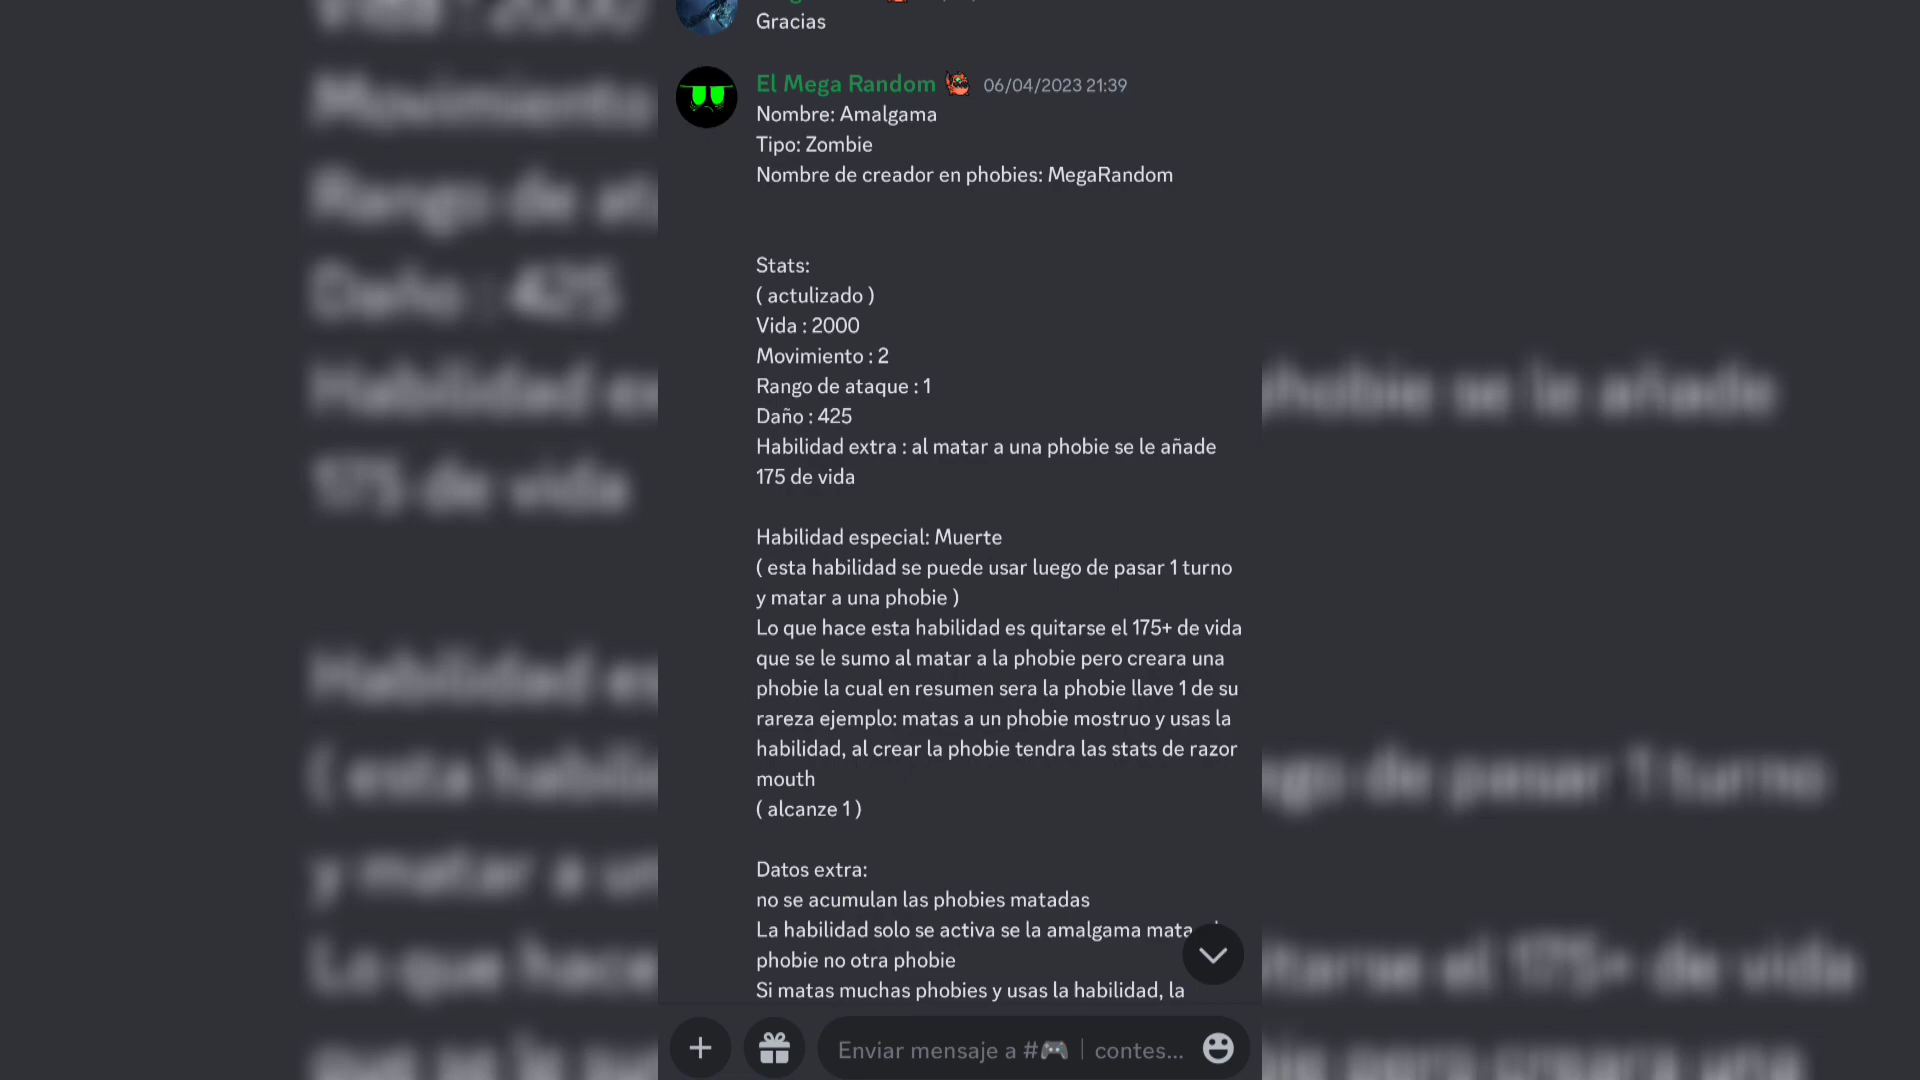 Gracias
El Mega Random 06/04/2023 21:39
Nombre: Amalgama
Tipo: Zombie
Nombre de creador en phobies: MegaRandom
Stats:
( actulizado )
Vida : 2000
Movimiento : 2
Rango de ataque : 1
Daño : 425
Habilidad extra : al matar a una phobie se le añade
175 de vida
Habilidad especial: Muerte
( esta habilidad se puede usar luego de pasar 1 turno
y matar a una phobie )
Lo que hace esta habilidad es quitarse el 175+ de vida
que se le sumo al matar a la phobie pero creara una
phobie la cual en resumen sera la phobie llave 1 de su
rareza ejemplo: matas a un phobie mostruo y usas la
habilidad, al crear la phobie tendra las stats de razor
mouth
( alcanze 1 )
Datos extra:
no se acumulan las phobies matadas
La habilidad solo se activa se la amalgama mata
phobie no otra phobie
Si matas muchas phobies y usas la habilidad, la
Enviar mensaje a #🎮 | contes...